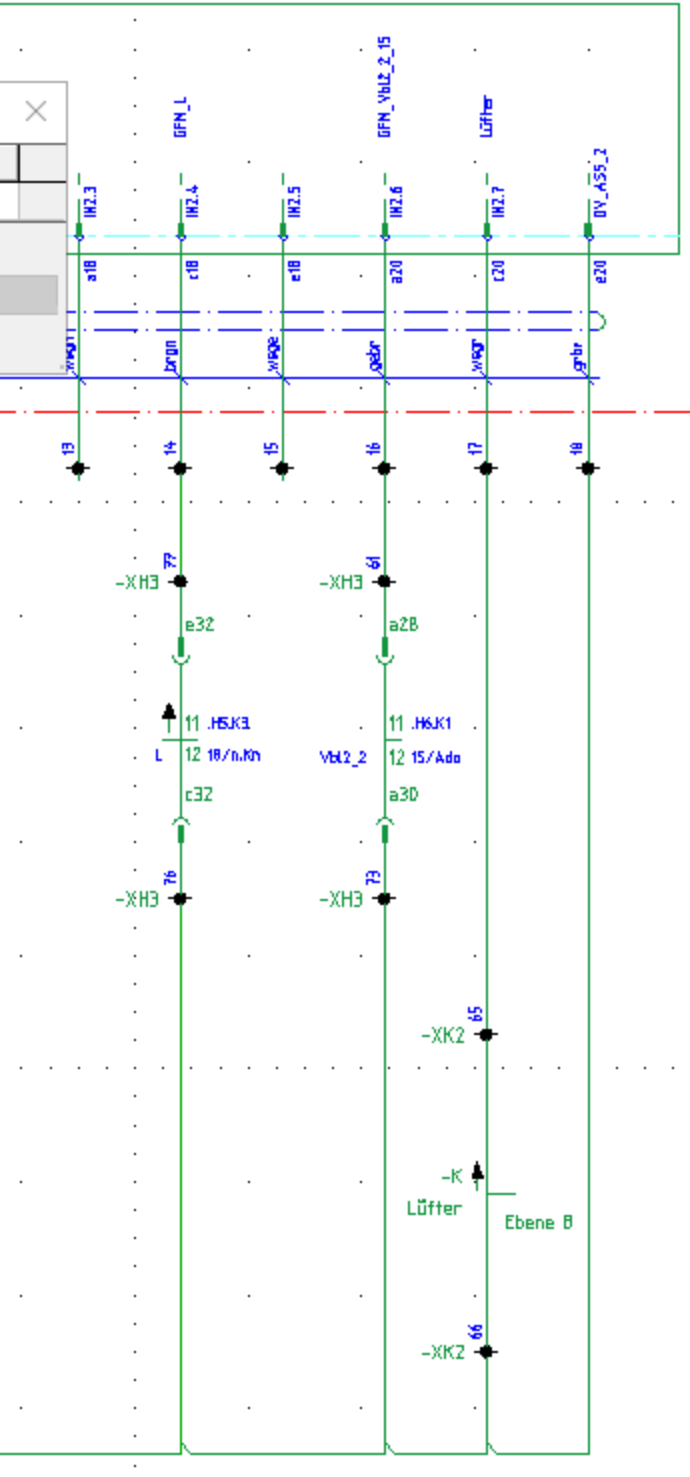 GFN_L
GFN_Vbl2_2_15
Lüfter
IN2.3
IN2.4
IN2.5
IN2.6
IN2.7
0V_AS5_2
a18
c18
e18
a20
c20
e20
wsgn
brgn
wsge
gebr
wsgr
grbr
13
14
15
16
17
18
77
61
-XH3
-XH3
e32
a28
11 .H5.K3
11 .H6.K1
L
12 18/n.Kn
Vbl2_2
12 15/Ado
c32
a30
76
73
-XH3
-XH3
65
-XK2
-K
Lüfter
Ebene 8
66
-XK2